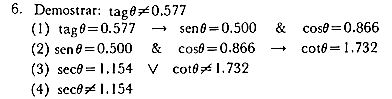 6. Demostrar: tagθ≠0.577
(1) tagθ=0.577 → senθ=0.500 & cosθ=0.866
(2) senθ=0.500 & cosθ=0.866 → cotθ=1.732
(3) secθ=1.154 V cotθ≠1.732
(4) secθ≠1.154